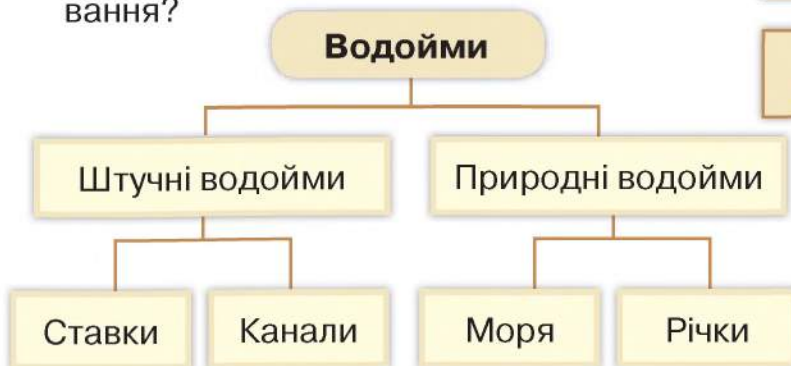 вання?
Водойми
Штучні водойми
Природні водойми
Ставки
Канали
Моря
Річки